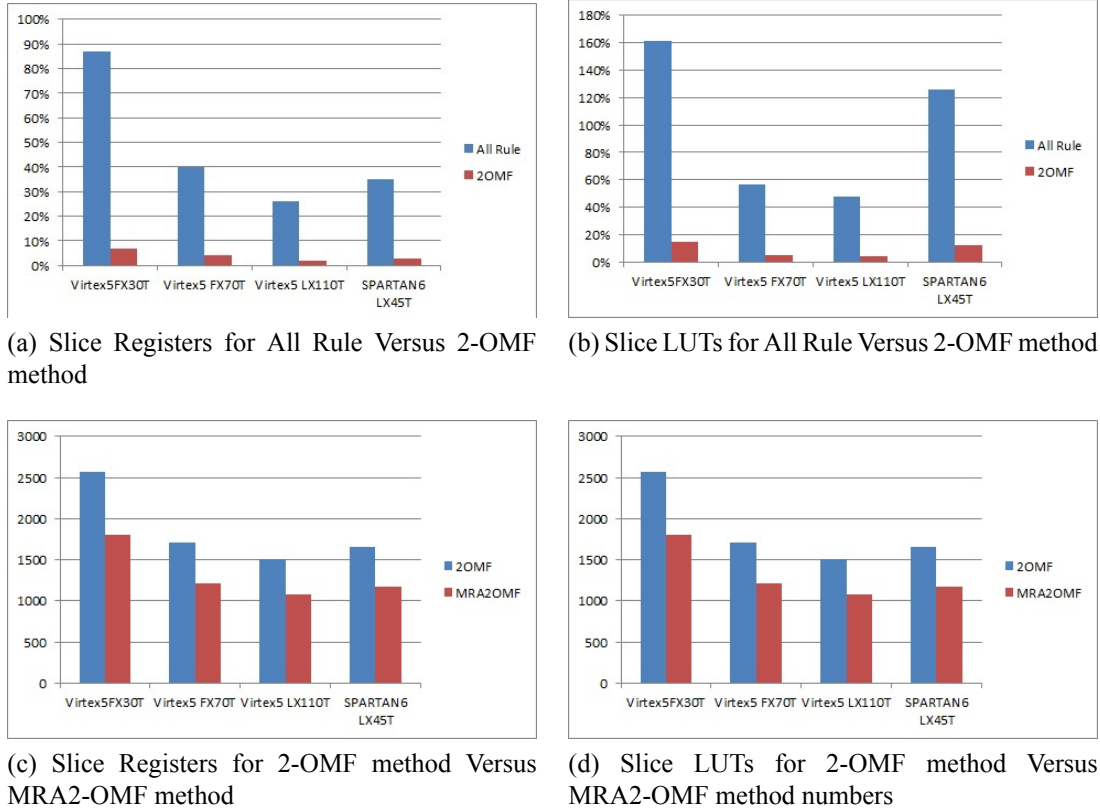 100%
90%
80%
70%
60%
50%
40%
30%
20%
10%
0%
Virtex5FX30T Virtex5 FX70T Virtex5 LX110T SPARTAN6
LX45T
All Rule
2OMF
(a) Slice Registers for All Rule Versus 2-OMF
method
180%
160%
140%
120%
100%
80%
60%
40%
20%
0%
Virtex5FX30T Virtex5 FX70T Virtex5 LX110T SPARTAN6
LX45T
All Rule
2OMF
(b) Slice LUTs for All Rule Versus 2-OMF method
3000
2500
2000
1500
1000
500
0
Virtex5FX30T Virtex5 FX70T Virtex5 LX110T SPARTAN6
LX45T
2OMF
MRA2OMF
(c) Slice Registers for 2-OMF method Versus
MRA2-OMF method
3000
2500
2000
1500
1000
500
0
Virtex5FX30T Virtex5 FX70T Virtex5 LX110T SPARTAN6
LX45T
2OMF
MRA2OMF
(d) Slice LUTs for 2-OMF method Versus
MRA2-OMF method numbers